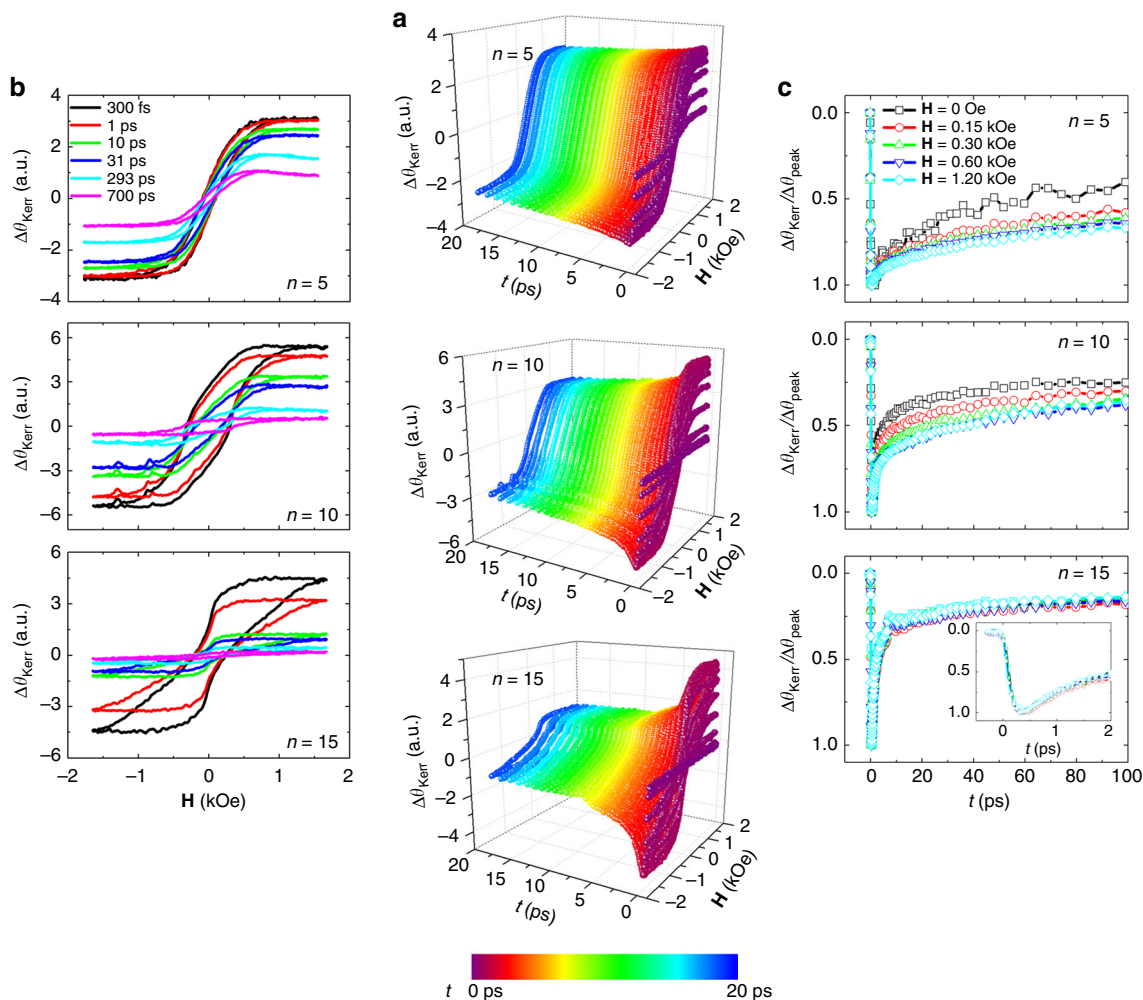 b
4
2
0
−2
−4
ΔθKerr (a.u.)
300 fs
1 ps
10 ps
31 ps
293 ps
700 ps
n = 5
6
3
0
−3
−6
ΔθKerr (a.u.)
n = 10
6
3
0
−3
−6
ΔθKerr (a.u.)
n = 15
−2 −1 0 1 2
H (kOe)
a
4
2
0
−2
−4
ΔθKerr (a.u.)
n = 5
20 15 10 5 0
t (ps)
−2 −1 0 1 2
H (kOe)
6
3
0
−3
−6
ΔθKerr (a.u.)
n = 10
20 15 10 5 0
t (ps)
−2 −1 0 1 2
H (kOe)
4
2
0
−2
−4
ΔθKerr (a.u.)
n = 15
20 15 10 5 0
t (ps)
−2 −1 0 1 2
H (kOe)
t 0 ps 20 ps
c
0.0
0.5
1.0
ΔθKerr/Δθpeak
H = 0 Oe
H = 0.15 kOe
H = 0.30 kOe
H = 0.60 kOe
H = 1.20 kOe
n = 5
0.0
0.5
1.0
ΔθKerr/Δθpeak
n = 10
0.0
0.5
1.0
ΔθKerr/Δθpeak
n = 15
0.0
0.5
1.0
0 1 2
t (ps)
0 20 40 60 80 100
t (ps)